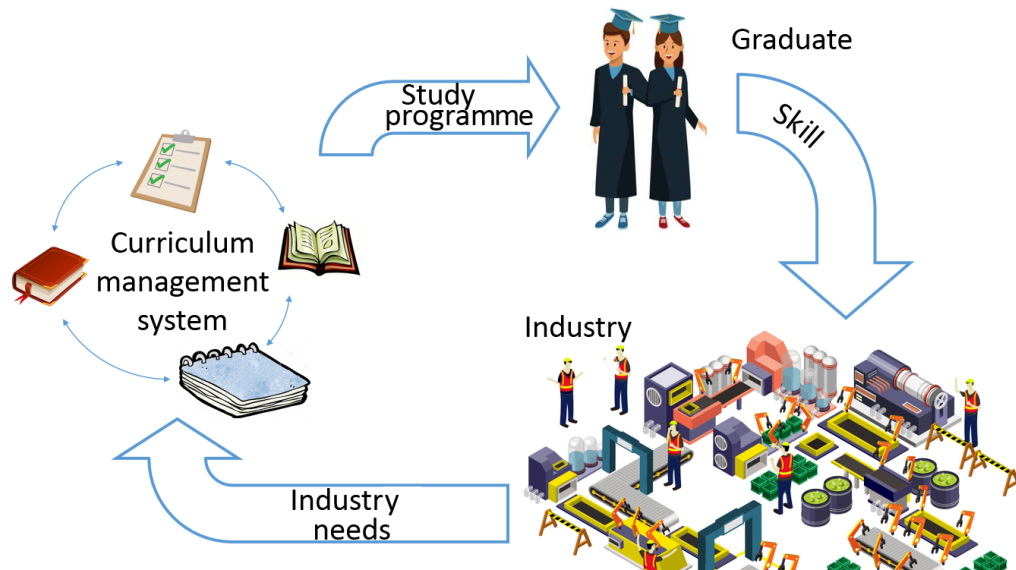 Graduate
Study
programme
Skill
Curriculum
management
system
Industry
Industry
needs